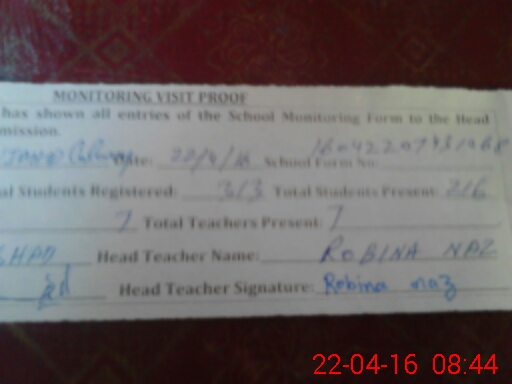 MONITORING VISIT PROOF
has shown all entries of the School Monitoring Form to the Head
mission.
Date: 22/4/16 School Form No:
al Students Registered: 313 Total Students Present: 216
7 Total Teachers Present: 7
SHAD Head Teacher Name: ROBINA NAZ
Head Teacher Signature: Robina naz
22-04-16 08:44